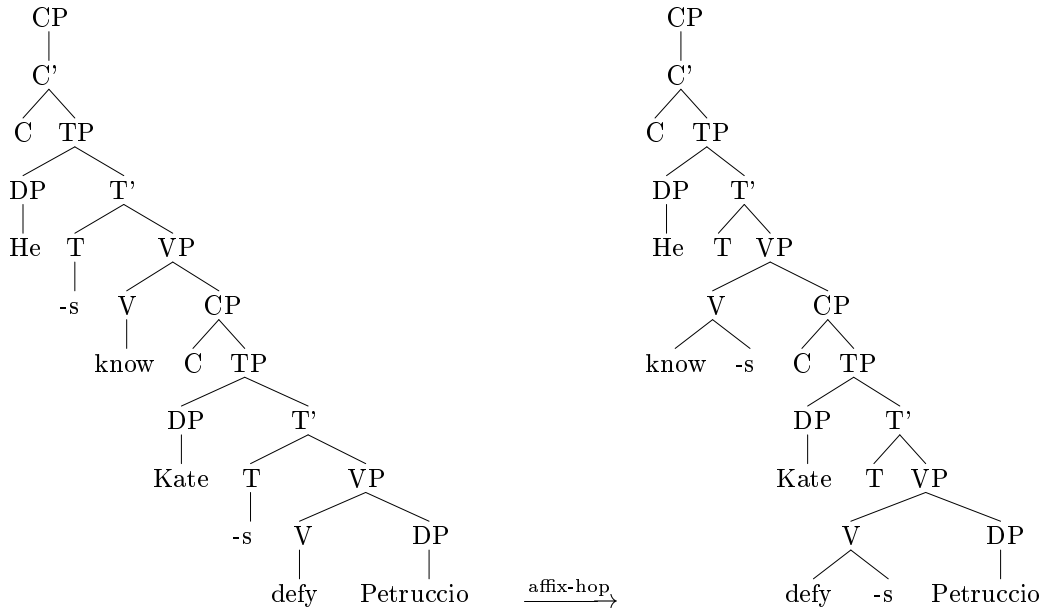 CP CP
C' C'
C TP C TP
DP T' DP T'
He T VP He T VP
-s V CP V CP
know C TP know -s C TP
DP T' DP T'
Kate T VP Kate T VP
-s V DP V DP
defy Petruccio affix-hop defy -s Petruccio